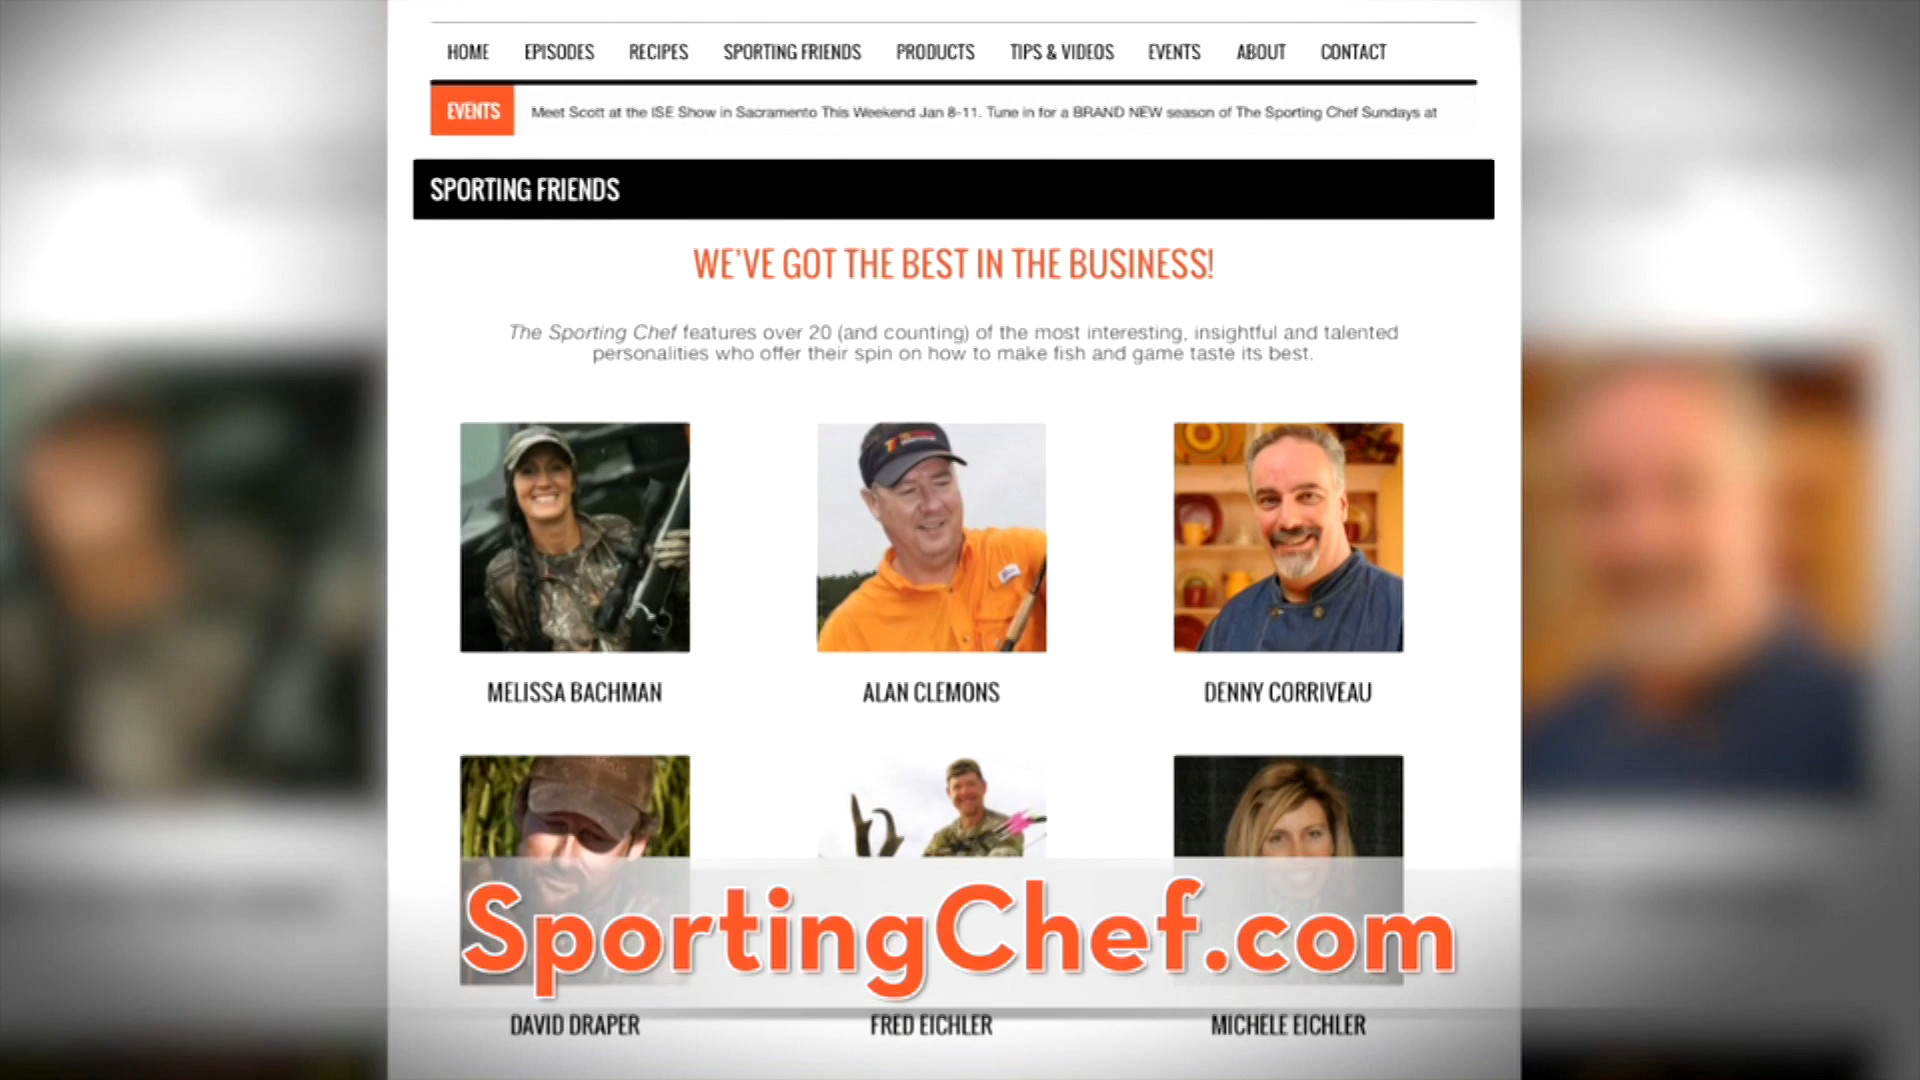 HOME EPISODES RECIPES SPORTING FRIENDS PRODUCTS TIPS & VIDEOS EVENTS ABOUT CONTACT
EVENTS Meet Scott at the ISE Show in Sacramento This Weekend Jan 8-11. Tune in for a BRAND NEW season of The Sporting Chef Sundays at
SPORTING FRIENDS
WE'VE GOT THE BEST IN THE BUSINESS!
The Sporting Chef features over 20 (and counting) of the most interesting, insightful and talented
personalities who offer their spin on how to make fish and game taste its best.
MELISSA BACHMAN ALAN CLEMONS DENNY CORRIVEAU
SportingChef.com
DAVID DRAPER FRED EICHLER MICHELE EICHLER